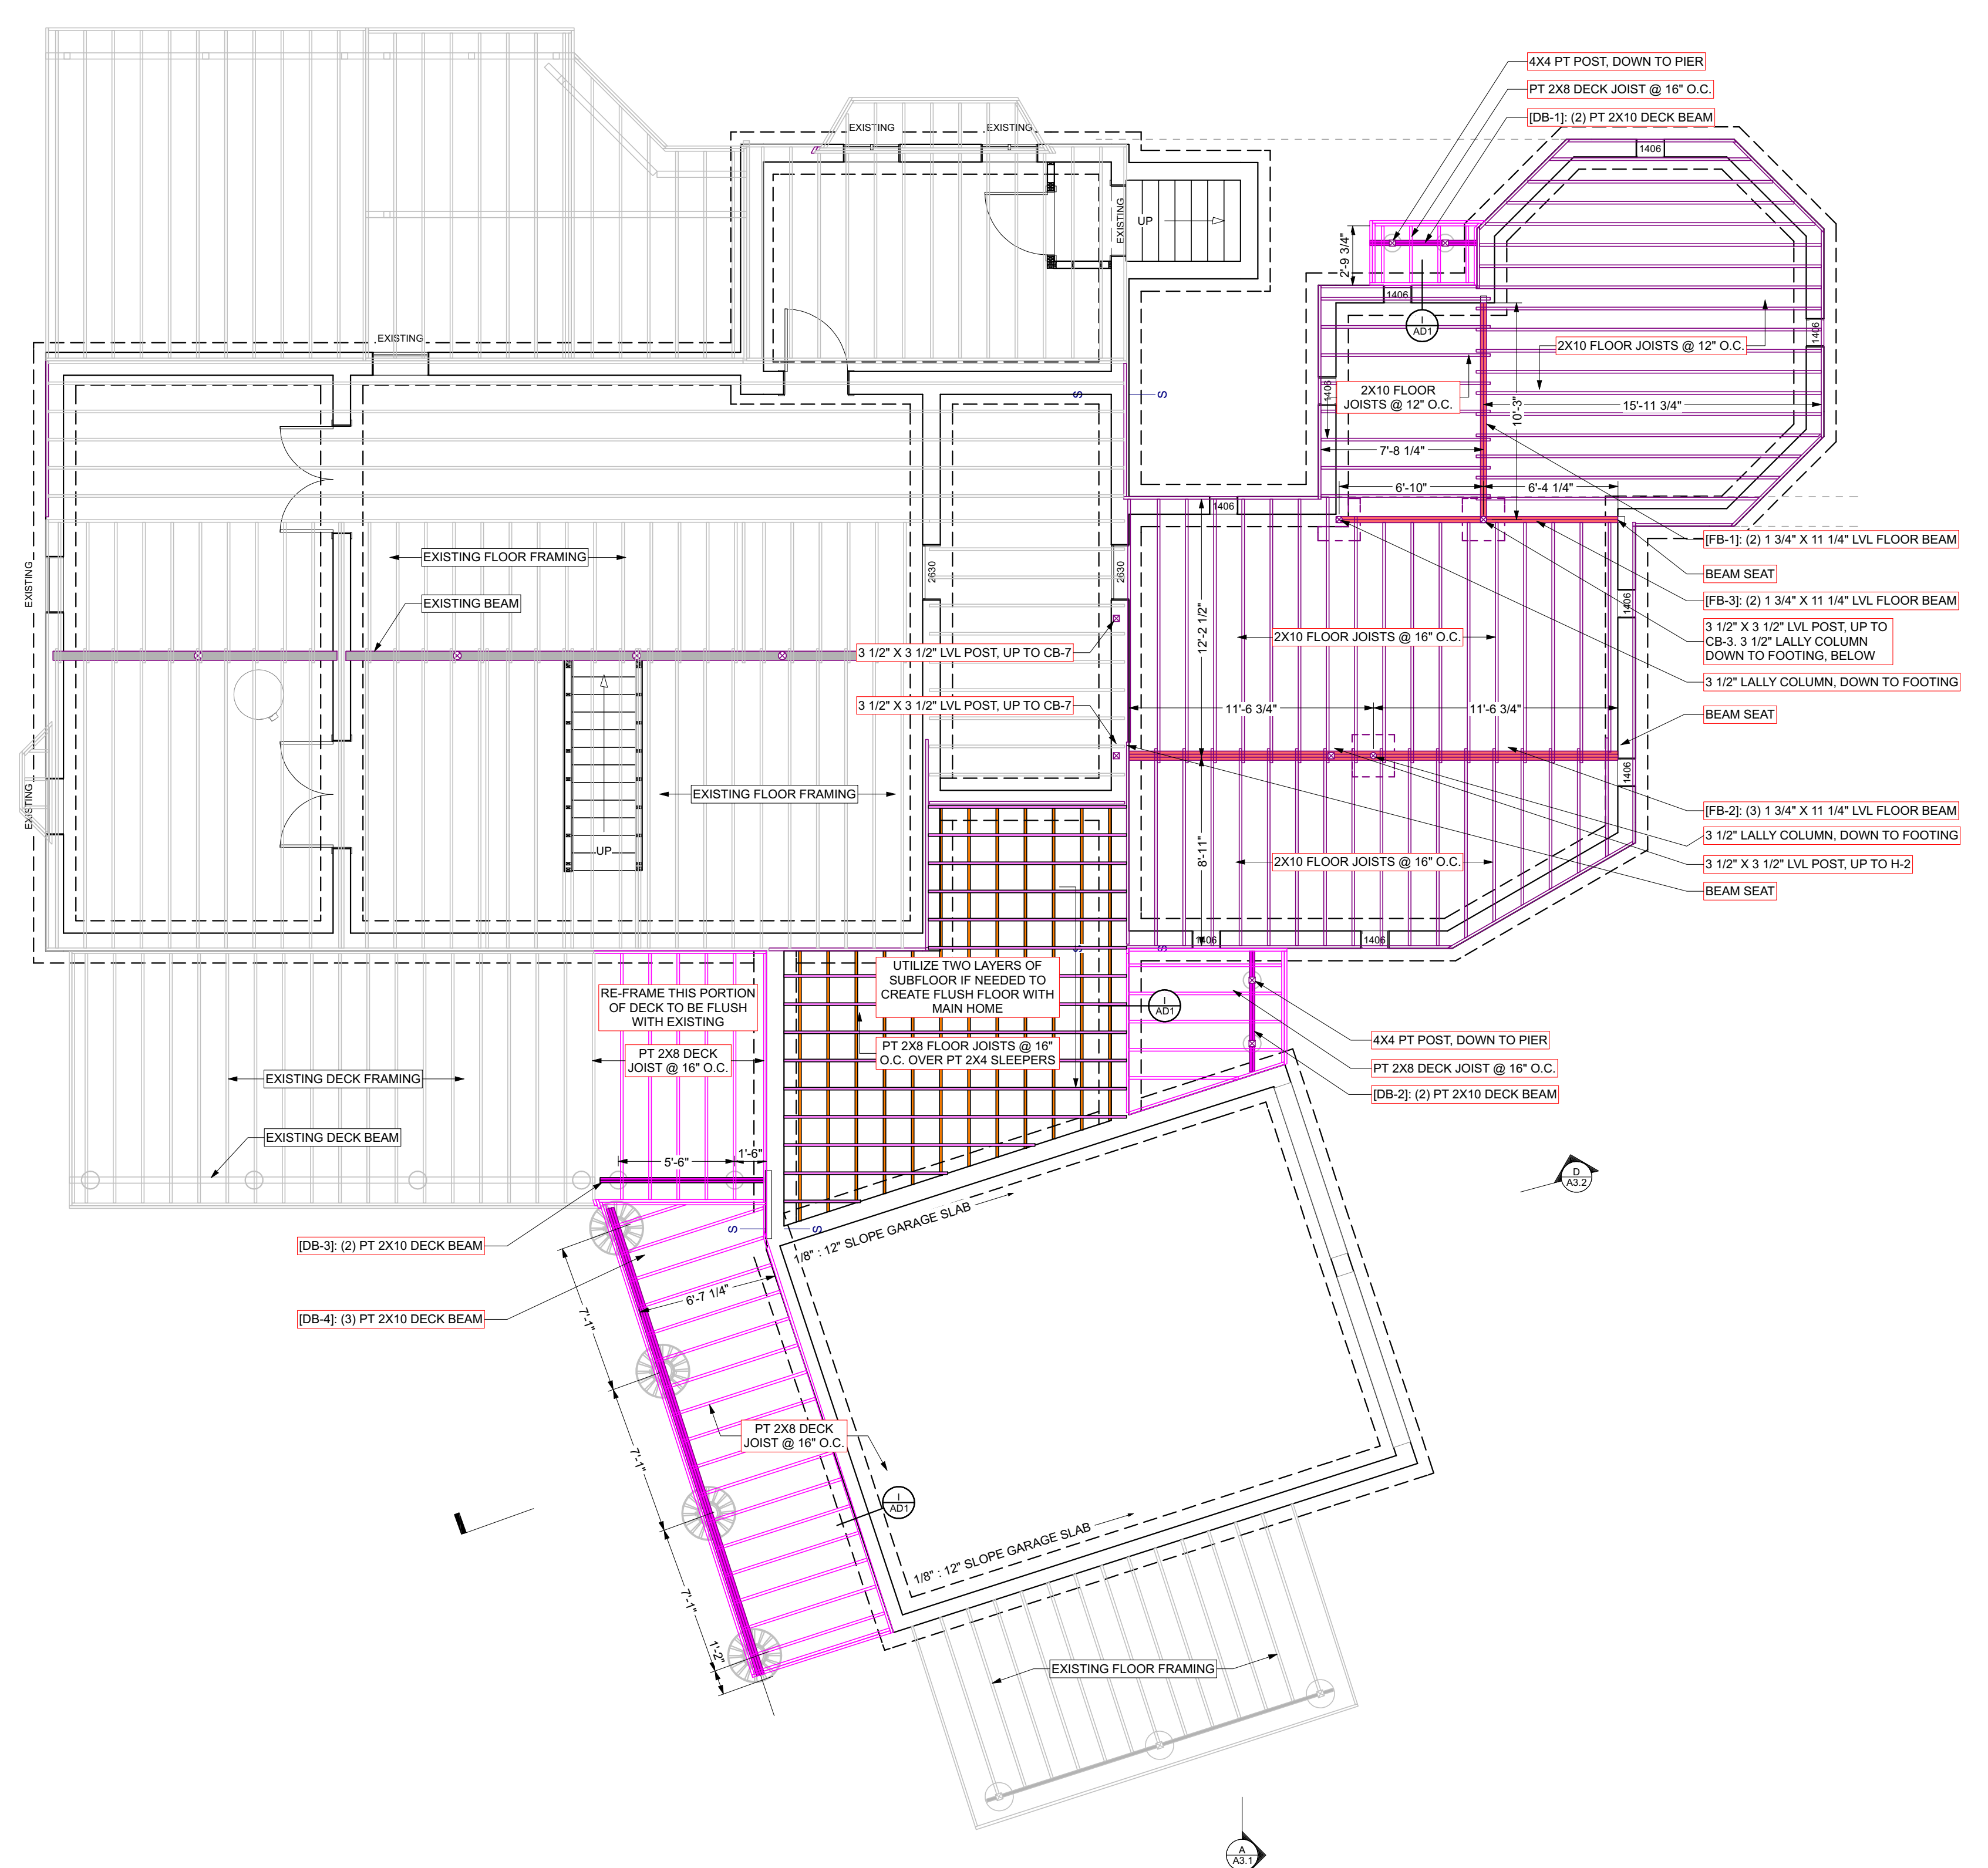 4X4 PT POST, DOWN TO PIER
PT 2X8 DECK JOIST @ 16" O.C.
[DB-1]: (2) PT 2X10 DECK BEAM
EXISTING
EXISTING
1406
EXISTING
UP
2'-9 3/4"
1406
I
AD1
1406
EXISTING
2X10 FLOOR JOISTS @ 12" O.C.
2X10 FLOOR
JOISTS @ 12" O.C.
1406
S
S
10'-3"
15'-11 3/4"
7'-8 1/4"
6'-10"
6'-4 1/4"
1406
[FB-1]: (2) 1 3/4" X 11 1/4" LVL FLOOR BEAM
EXISTING
EXISTING FLOOR FRAMING
2630
2630
BEAM SEAT
EXISTING BEAM
1406
[FB-3]: (2) 1 3/4" X 11 1/4" LVL FLOOR BEAM
12'-2 1/2"
2X10 FLOOR JOISTS @ 16" O.C.
3 1/2" X 3 1/2" LVL POST, UP TO
CB-3. 3 1/2" LALLY COLUMN
DOWN TO FOOTING, BELOW
3 1/2" X 3 1/2" LVL POST, UP TO CB-7
3 1/2" LALLY COLUMN, DOWN TO FOOTING
3 1/2" X 3 1/2" LVL POST, UP TO CB-7
11'-6 3/4"
11'-6 3/4"
BEAM SEAT
1406
EXISTING
EXISTING FLOOR FRAMING
[FB-2]: (3) 1 3/4" X 11 1/4" LVL FLOOR BEAM
3 1/2" LALLY COLUMN, DOWN TO FOOTING
UP
8'-11"
2X10 FLOOR JOISTS @ 16" O.C.
3 1/2" X 3 1/2" LVL POST, UP TO H-2
BEAM SEAT
1406
1406
S
S
UTILIZE TWO LAYERS OF
SUBFLOOR IF NEEDED TO
CREATE FLUSH FLOOR WITH
MAIN HOME
RE-FRAME THIS PORTION
OF DECK TO BE FLUSH
WITH EXISTING
I
AD1
PT 2X8 FLOOR JOISTS @ 16"
O.C. OVER PT 2X4 SLEEPERS
PT 2X8 DECK
JOIST @ 16" O.C.
4X4 PT POST, DOWN TO PIER
PT 2X8 DECK JOIST @ 16" O.C.
[DB-2]: (2) PT 2X10 DECK BEAM
EXISTING DECK FRAMING
EXISTING DECK BEAM
5'-6"
1'-6"
D
A3.2
S
S
1/8" : 12" SLOPE GARAGE SLAB
[DB-3]: (2) PT 2X10 DECK BEAM
6'-7 1/4"
[DB-4]: (3) PT 2X10 DECK BEAM
7'-1"
PT 2X8 DECK
JOIST @ 16" O.C.
7'-1"
I
AD1
1/8" : 12" SLOPE GARAGE SLAB
7'-1"
1'-2"
EXISTING FLOOR FRAMING
A
A3.1